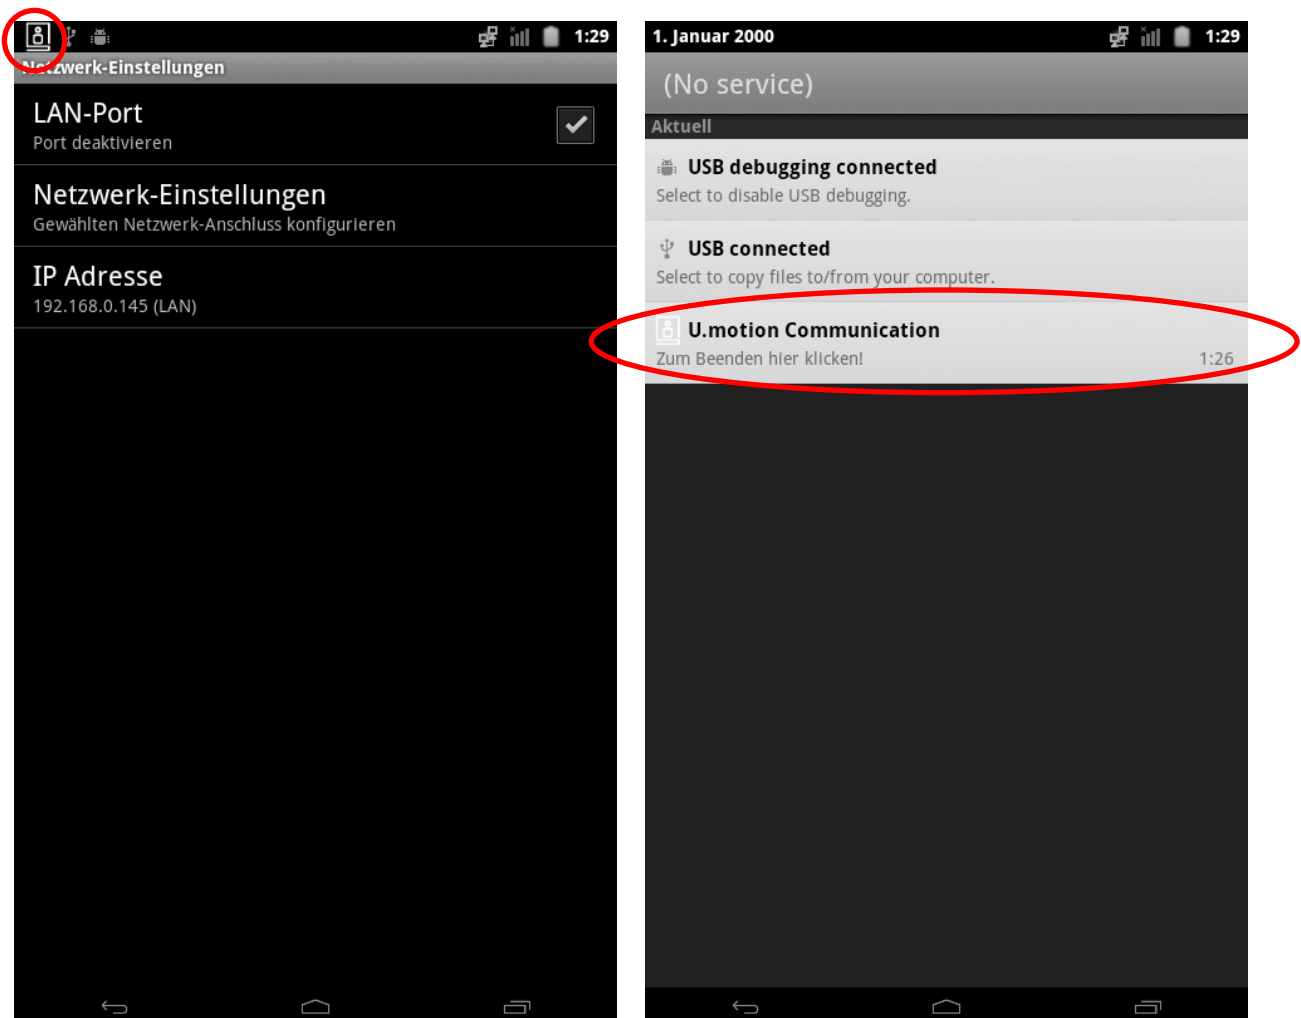 1:29
Netzwerk-Einstellungen
LAN-Port
Port deaktivieren
Netzwerk-Einstellungen
Gewählten Netzwerk-Anschluss konfigurieren
IP Adresse
192.168.0.145 (LAN)
1. Januar 2000 1:29
(No service)
Aktuell
USB debugging connected
Select to disable USB debugging.
USB connected
Select to copy files to/from your computer.
U.motion Communication
Zum Beenden hier klicken! 1:26